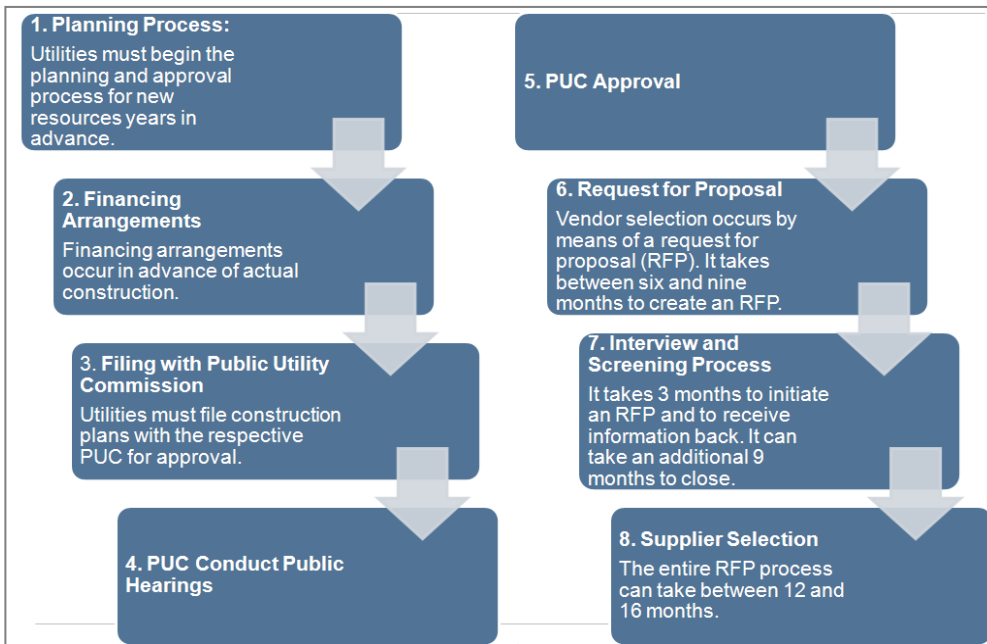 1. Planning Process:
Utilities must begin the
planning and approval
process for new
resources years in
advance.
2. Financing
Arrangements
Financing arrangements
occur in advance of actual
construction.
3. Filing with Public Utility
Commission
Utilities must file construction
plans with the respective
PUC for approval.
4. PUC Conduct Public
Hearings
5. PUC Approval
6. Request for Proposal
Vendor selection occurs by
means of a request for
proposal (RFP). It takes
between six and nine
months to create an RFP.
7. Interview and
Screening Process
It takes 3 months to initiate
an RFP and to receive
information back. It can
take an additional 9
months to close.
8. Supplier Selection
The entire RFP process
can take between 12 and
16 months.